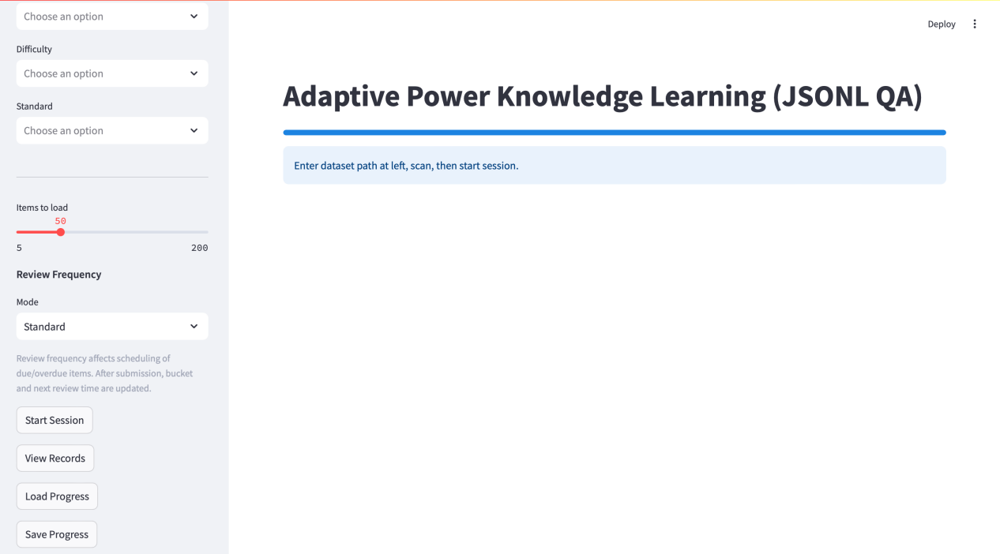 Choose an option
Difficulty
Choose an option
Standard
Choose an option
Items to load
50
5 200
Review Frequency
Mode
Standard
Review frequency affects scheduling of
due/overdue items. After submission, bucket
and next review time are updated.
Start Session
View Records
Load Progress
Save Progress
Deploy
Adaptive Power Knowledge Learning (JSONL QA)
Enter dataset path at left, scan, then start session.